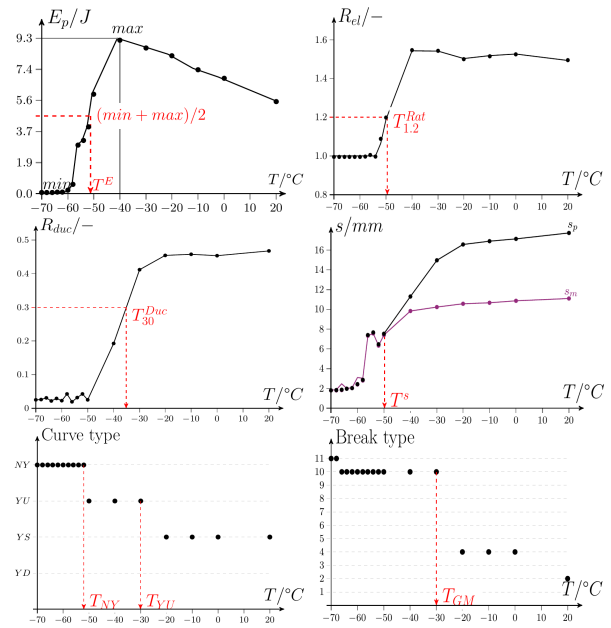 E_p/J
max
9.3
7.4
5.6
3.7
1.9
0.0
(min + max)/2
min
T^E
T/°C
−70 −60 −50 −40 −30 −20 −10 0 10 20
R_el/−
1.6
1.4
1.2
1.0
0.8
T_{1.2}^{Rat}
T/°C
−70 −60 −50 −40 −30 −20 −10 0 10 20
R_duc/−
0.5
0.4
0.3
0.2
0.1
0
T_{30}^{Duc}
T/°C
−70 −60 −50 −40 −30 −20 −10 0 10 20
s/mm
s_p
s_m
16
14
12
10
8
6
4
2
0
T^s
T/°C
−70 −60 −50 −40 −30 −20 −10 0 10 20
Curve type
NY
YU
YS
YD
T_NY
T_YU
T/°C
−70 −60 −50 −40 −30 −20 −10 0 10 20
Break type
11
10
9
8
7
6
5
4
3
2
1
T_GM
T/°C
−70 −60 −50 −40 −30 −20 −10 0 10 20